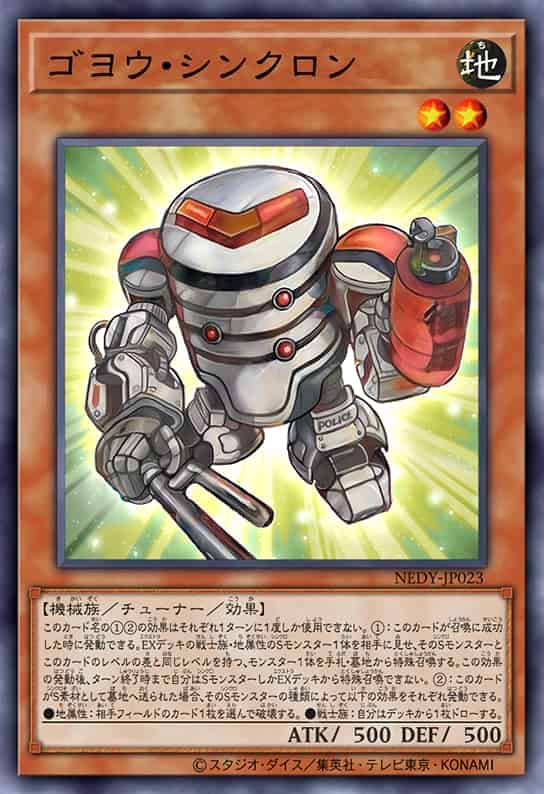 ゴヨウ・シンクロン
地
POLICE
NEDY-JP023
【機械族／チューナー／効果】
このカード名の①②の効果はそれぞれ1ターンに1度しか使用できない。①：このカードが召喚に成功
した時に発動できる。EXデッキの戦士族・地属性のSモンスター1体を相手に見せ、そのSモンスターと
このカードのレベルの差と同じレベルを持つ、モンスター1体を手札・墓地から特殊召喚する。この効果
の発動後、ターン終了時まで自分はSモンスターしかEXデッキから特殊召喚できない。②：このカード
がS素材として墓地へ送られた場合、そのSモンスターの種類によって以下の効果をそれぞれ発動できる。
●地属性：相手フィールドのカード1枚を選んで破壊する。●戦士族：自分はデッキから1枚ドローする。
ATK/ 500 DEF/ 500
©スタジオ・ダイス／集英社・テレビ東京・KONAMI